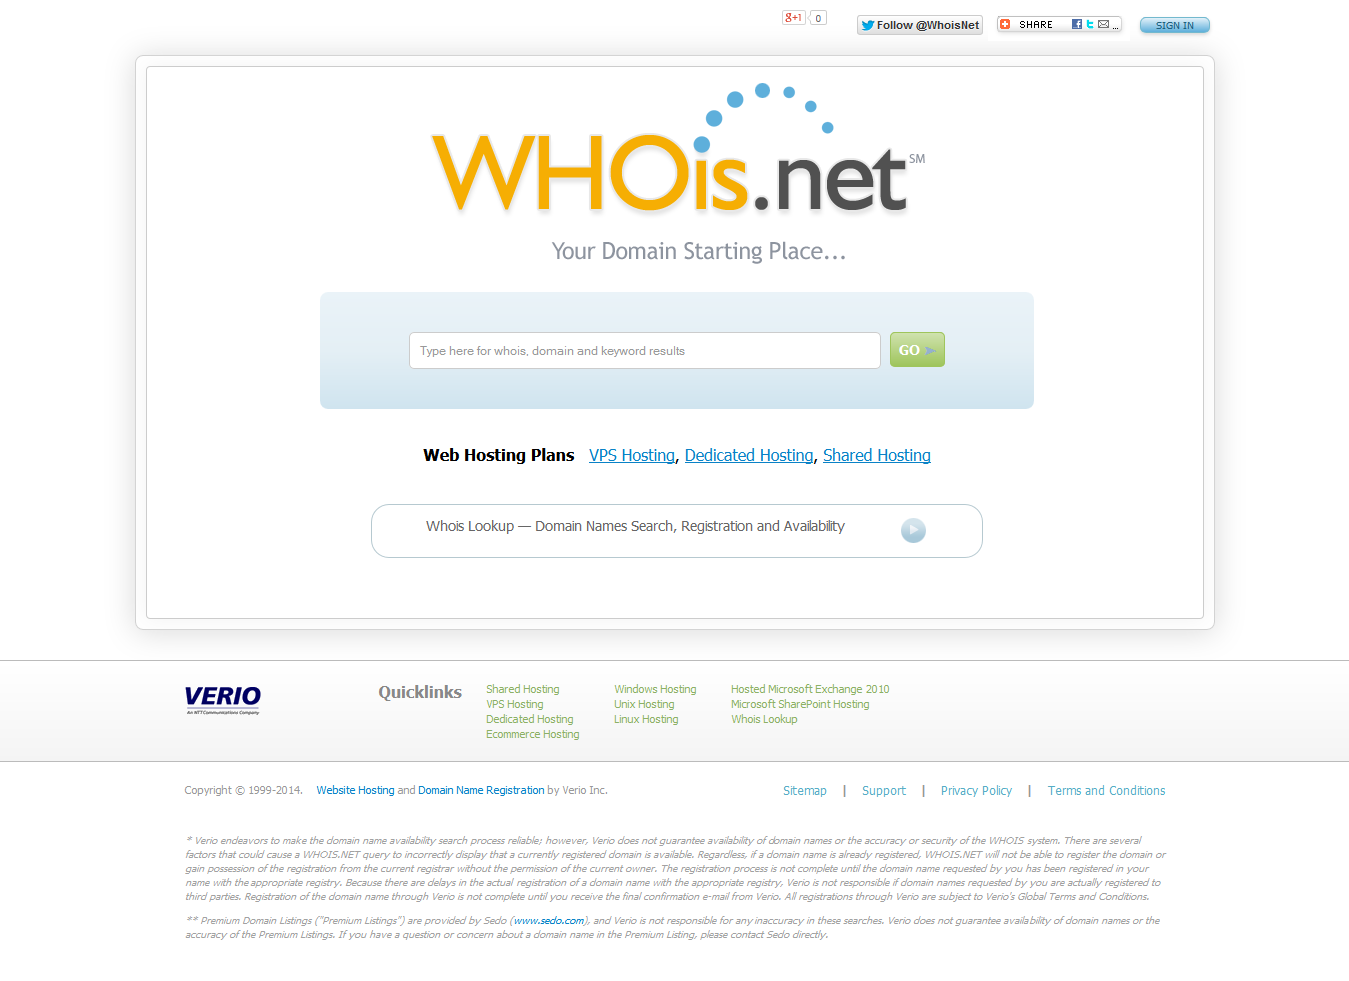 g+1 0 Follow @WhoisNet SHARE ... SIGN IN
WHOis.net SM
Your Domain Starting Place...
Type here for whois, domain and keyword results GO
Web Hosting Plans VPS Hosting, Dedicated Hosting, Shared Hosting
Whois Lookup — Domain Names Search, Registration and Availability
VERIO
An NTT Communications Company
Quicklinks
Shared Hosting Windows Hosting Hosted Microsoft Exchange 2010
VPS Hosting Unix Hosting Microsoft SharePoint Hosting
Dedicated Hosting Linux Hosting Whois Lookup
Ecommerce Hosting
Copyright © 1999-2014. Website Hosting and Domain Name Registration by Verio Inc. Sitemap | Support | Privacy Policy | Terms and Conditions
* Verio endeavors to make the domain name availability search process reliable; however, Verio does not guarantee availability of domain names or the accuracy or security of the WHOIS system. There are several
factors that could cause a WHOIS.NET query to incorrectly display that a currently registered domain is available. Regardless, if a domain name is already registered, WHOIS.NET will not be able to register the domain or
gain possession of the registration from the current registrar without the permission of the current owner. The registration process is not complete until the domain name requested by you has been registered in your
name with the appropriate registry. Because there are delays in the actual registration of a domain name with the appropriate registry, Verio is not responsible if domain names requested by you are actually registered to
third parties. Registration of the domain name through Verio is not complete until you receive the final confirmation e-mail from Verio. All registrations through Verio are subject to Verio's Global Terms and Conditions.
** Premium Domain Listings ("Premium Listings") are provided by Sedo (www.sedo.com), and Verio is not responsible for any inaccuracy in these searches. Verio does not guarantee availability of domain names or the
accuracy of the Premium Listings. If you have a question or concern about a domain name in the Premium Listing, please contact Sedo directly.